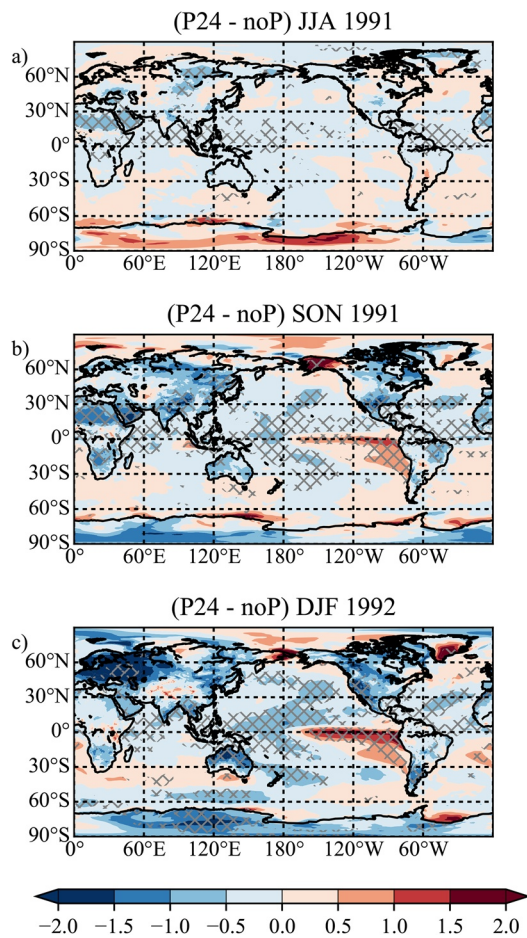 (P24 - noP) JJA 1991
a)
60°N
30°N
0°
30°S
60°S
90°S
0° 60°E 120°E 180° 120°W 60°W
(P24 - noP) SON 1991
b)
60°N
30°N
0°
30°S
60°S
90°S
0° 60°E 120°E 180° 120°W 60°W
(P24 - noP) DJF 1992
c)
60°N
30°N
0°
30°S
60°S
90°S
0° 60°E 120°E 180° 120°W 60°W
−2.0 −1.5 −1.0 −0.5 0.0 0.5 1.0 1.5 2.0